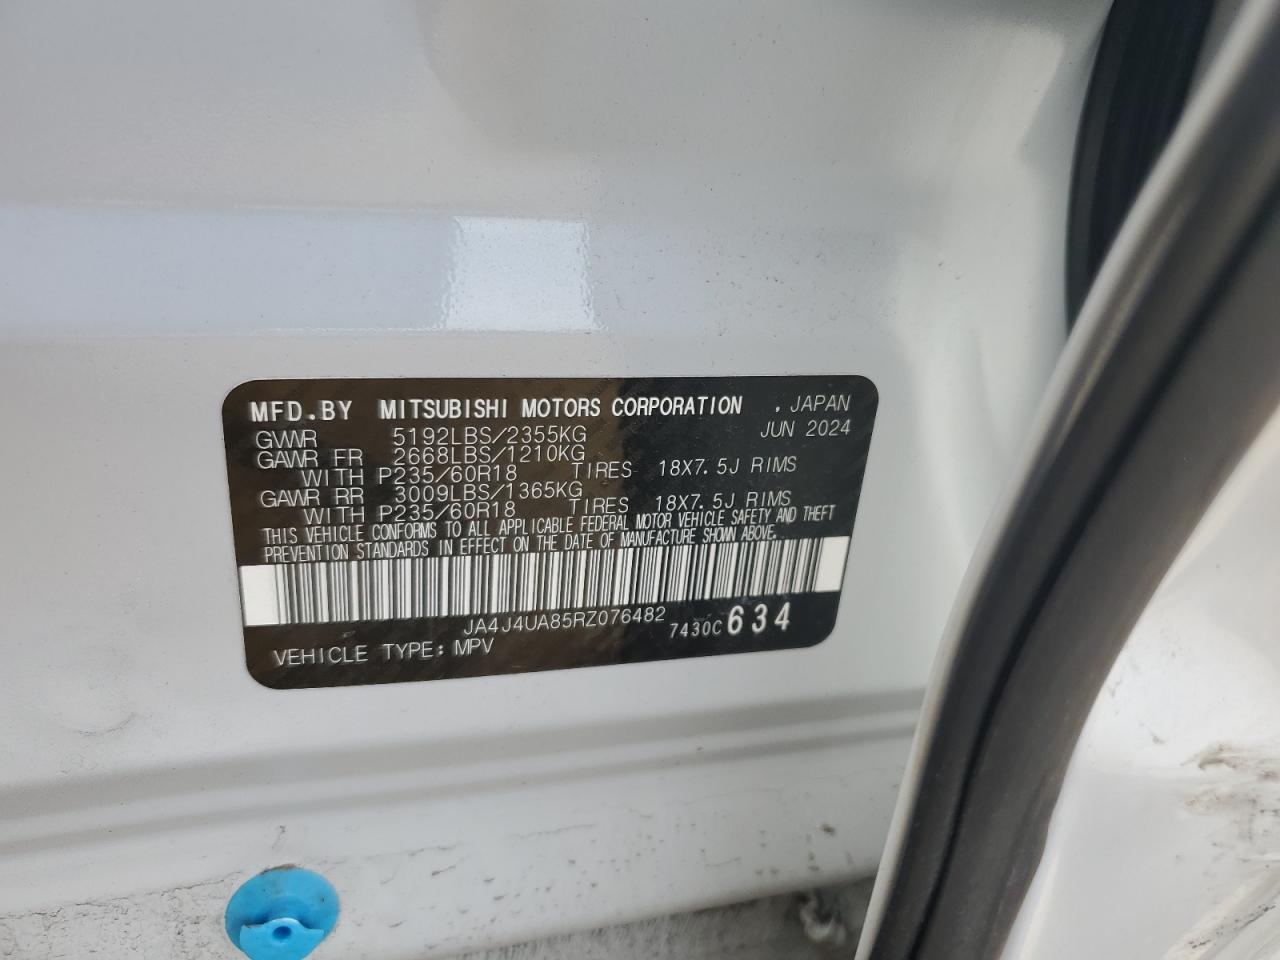 MFD.BY MITSUBISHI MOTORS CORPORATION . JAPAN
GVWR 5192LBS/2355KG JUN 2024
GAWR FR 2668LBS/1210KG
WITH P235/60R18 TIRES 18X7.5J RIMS
GAWR RR 3009LBS/1365KG
WITH P235/60R18 TIRES 18X7.5J RIMS
THIS VEHICLE CONFORMS TO ALL APPLICABLE FEDERAL MOTOR VEHICLE SAFETY AND THEFT
PREVENTION STANDARDS IN EFFECT ON THE DATE OF MANUFACTURE SHOWN ABOVE.
JA4J4UA85RZ076482 7430C 634
VEHICLE TYPE: MPV